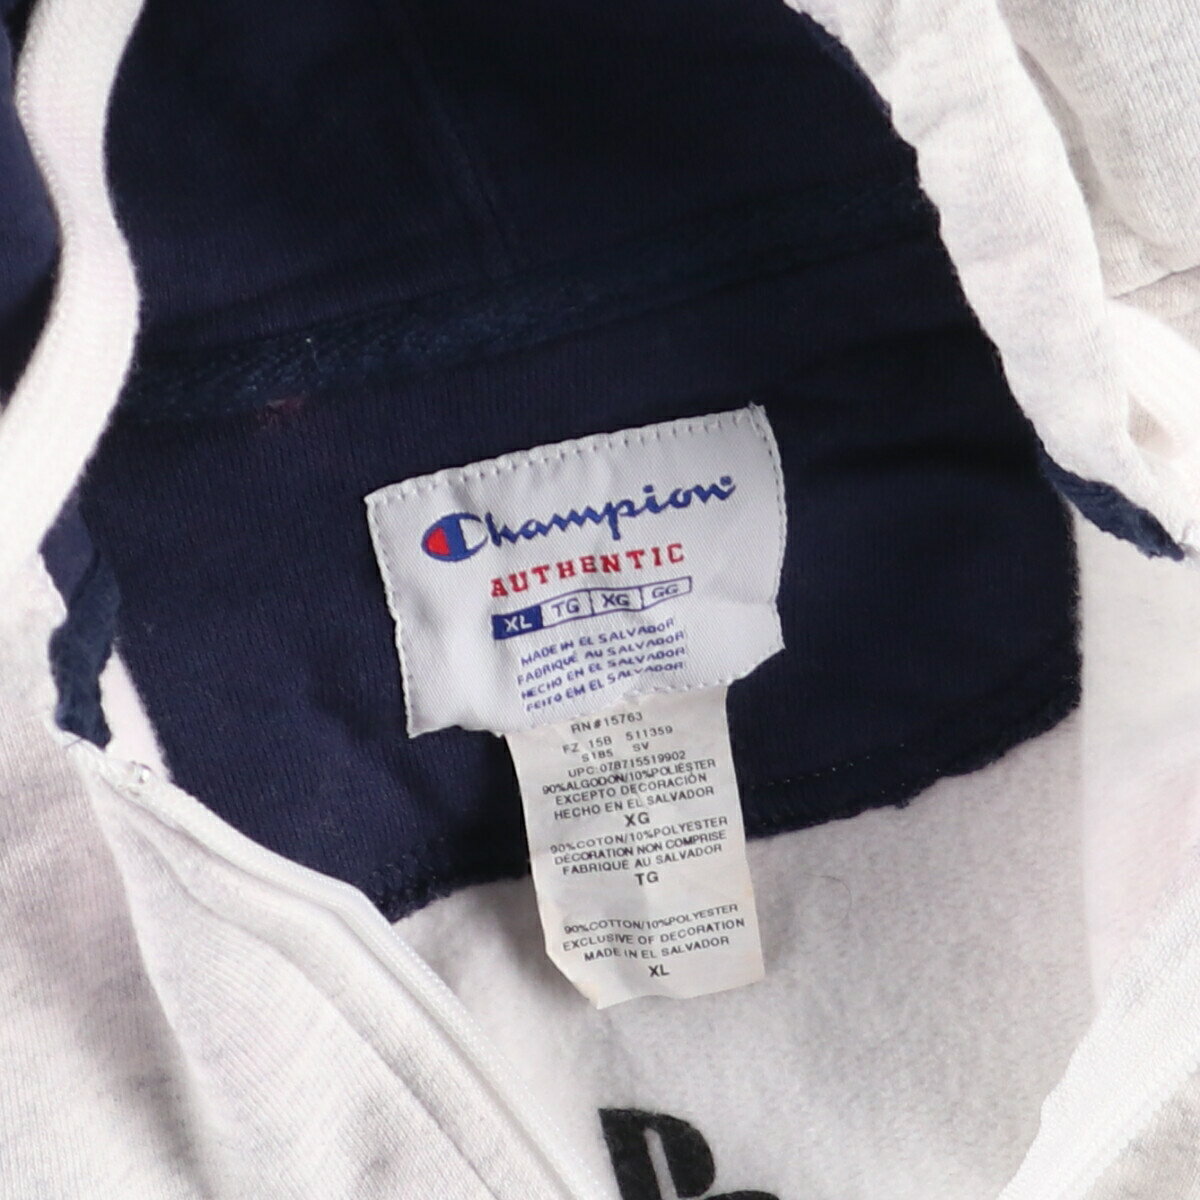 Champion
AUTHENTIC
XL TG XG GG
MADE IN EL SALVADOR
FABRIQUÉ AU SALVADOR
HECHO EN EL SALVADOR
FEITO EM EL SALVADOR
RN#15763
FZ 15B 511359
S185 SV
UPC:078715519902
90%ALGODON/10%POLIÉSTER
EXCEPTO DECORACIÓN
HECHO EN EL SALVADOR
XG
90%COTON/10%POLYESTER
DÉCORATION NON COMPRISE
FABRIQUÉ AU SALVADOR
TG
90%COTTON/10%POLYESTER
EXCLUSIVE OF DECORATION
MADE IN EL SALVADOR
XL